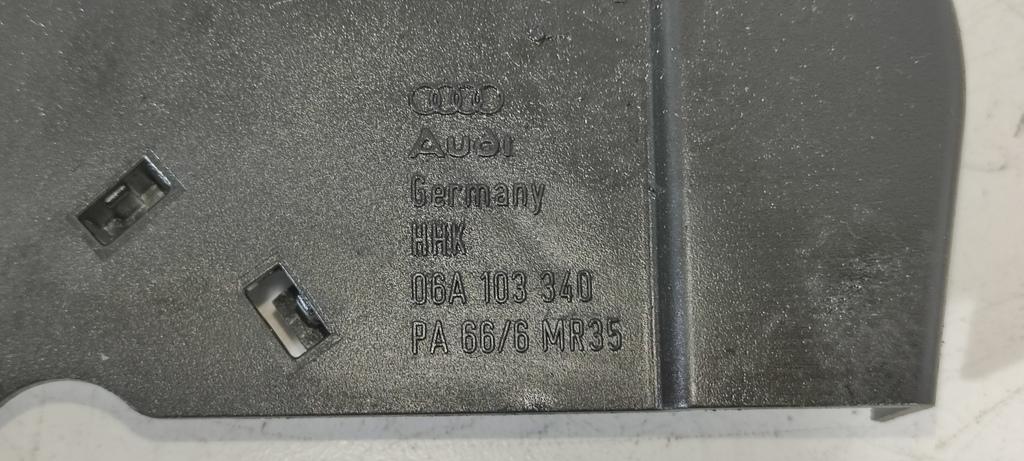 Audi
Germany
HHK
06A 103 340
PA 66/6 MR35